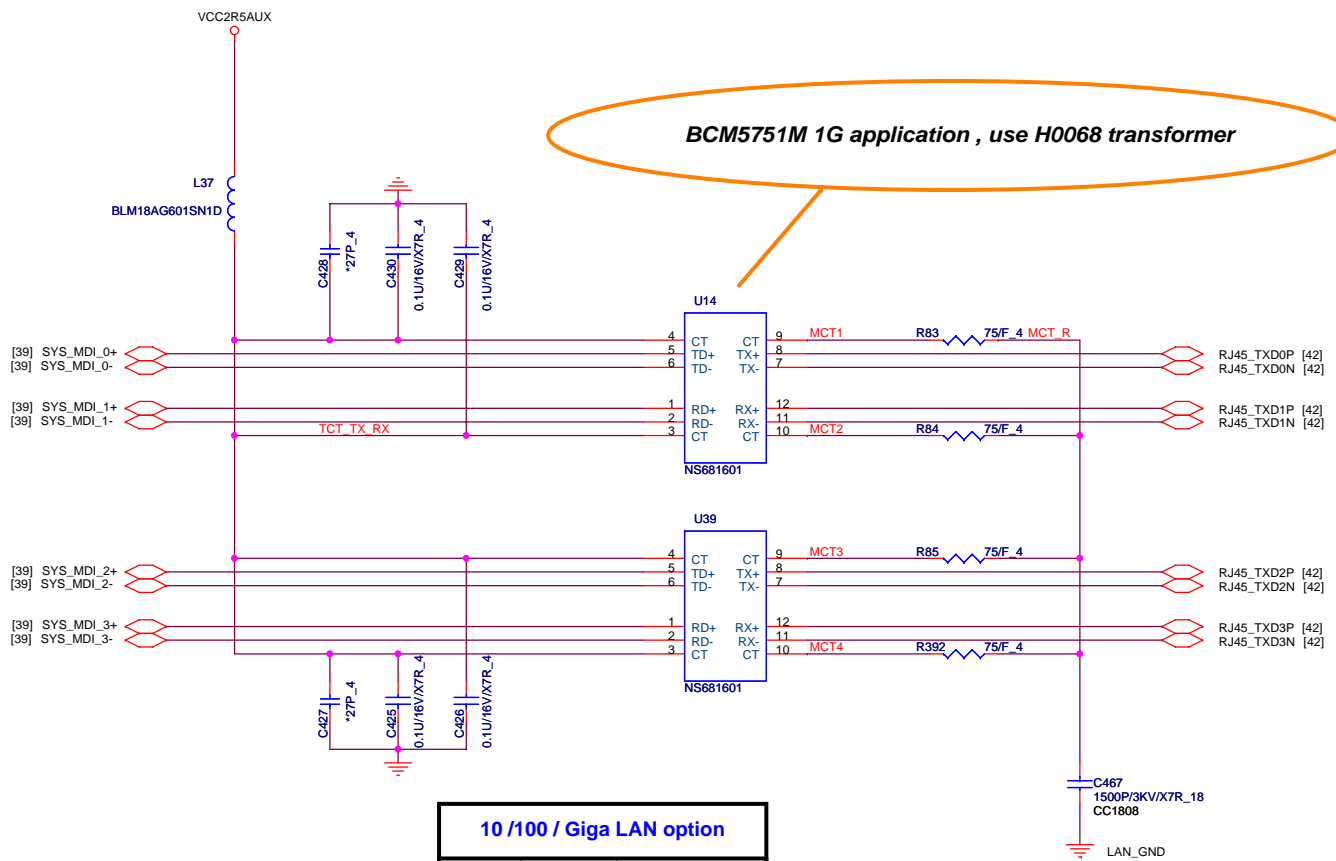 VCC2R5AUX
BCM5751M 1G application , use H0068 transformer
L37
BLM18AG601SN1D
C428
*27P_4
C430
0.1U/16V/X7R_4
C429
0.1U/16V/X7R_4
U14
[39] SYS_MDI_0+
[39] SYS_MDI_0-
[39] SYS_MDI_1+
[39] SYS_MDI_1-
TCT_TX_RX
4 CT CT 9 MCT1 R83 75/F_4 MCT_R
5 TD+ TX+ 8
6 TD- TX- 7
1 RD+ RX+ 12
2 RD- RX- 11
3 CT CT 10 MCT2 R84 75/F_4
NS681601
RJ45_TXD0P [42]
RJ45_TXD0N [42]
RJ45_TXD1P [42]
RJ45_TXD1N [42]
U39
[39] SYS_MDI_2+
[39] SYS_MDI_2-
[39] SYS_MDI_3+
[39] SYS_MDI_3-
4 CT CT 9 MCT3 R85 75/F_4
5 TD+ TX+ 8
6 TD- TX- 7
1 RD+ RX+ 12
2 RD- RX- 11
3 CT CT 10 MCT4 R392 75/F_4
NS681601
RJ45_TXD2P [42]
RJ45_TXD2N [42]
RJ45_TXD3P [42]
RJ45_TXD3N [42]
C427
*27P_4
C425
0.1U/16V/X7R_4
C426
0.1U/16V/X7R_4
C467
1500P/3KV/X7R_18
CC1808
LAN_GND
10 /100 / Giga LAN option